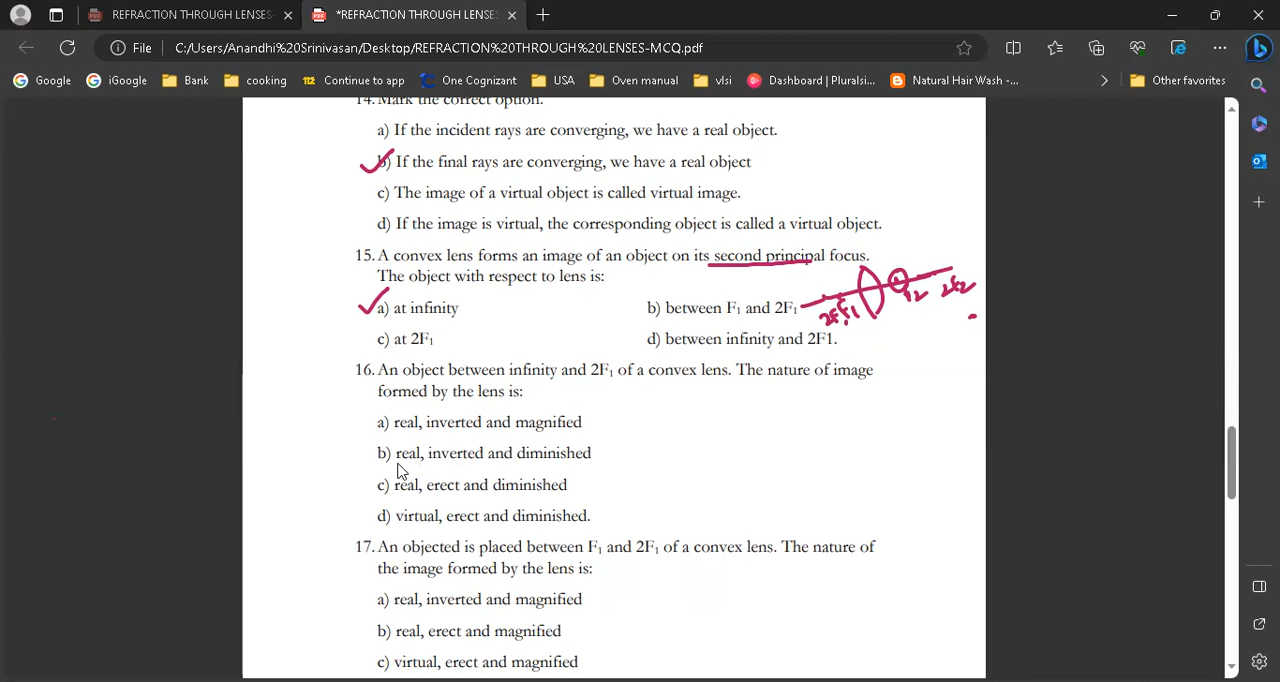 REFRACTION THROUGH LENSES-
*REFRACTION THROUGH LENSES
File
C:/Users/Anandhi%20Srinivasan/Desktop/REFRACTION%20THROUGH%20LENSES-MCQ.pdf
Google
iGoogle
Bank
cooking
Continue to app
One Cognizant
USA
Oven manual
vlsi
Dashboard | Pluralsi...
Natural Hair Wash -...
Other favorites
14. Mark the correct option.
a) If the incident rays are converging, we have a real object.
b) If the final rays are converging, we have a real object
c) The image of a virtual object is called virtual image.
d) If the image is virtual, the corresponding object is called a virtual object.
15. A convex lens forms an image of an object on its second principal focus.
The object with respect to lens is:
a) at infinity
b) between F₁ and 2F₁
c) at 2F₁
d) between infinity and 2F1.
16. An object between infinity and 2F₁ of a convex lens. The nature of image
formed by the lens is:
a) real, inverted and magnified
b) real, inverted and diminished
c) real, erect and diminished
d) virtual, erect and diminished.
17. An objected is placed between F₁ and 2F₁ of a convex lens. The nature of
the image formed by the lens is:
a) real, inverted and magnified
b) real, erect and magnified
c) virtual, erect and magnified